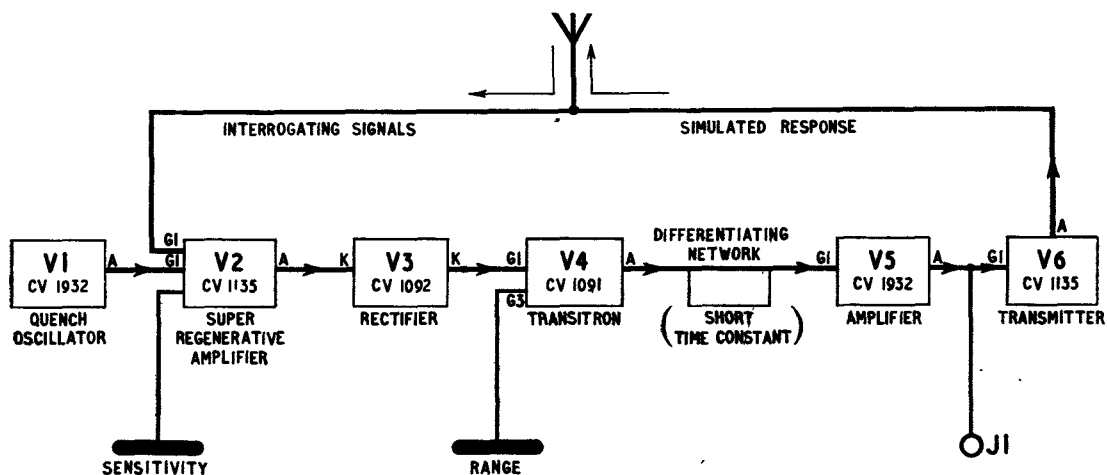 INTERROGATING SIGNALS
SIMULATED RESPONSE
G1
A
DIFFERENTIATING
NETWORK
V1
CV 1932
A
G1
V2
CV 1135
A
K
V3
CV 1092
K
G1
V4
CV 1091
G3
A
G1
V5
CV 1932
A
G1
V6
CV 1135
QUENCH
OSCILLATOR
SUPER
REGENERATIVE
AMPLIFIER
RECTIFIER
TRANSITRON
(SHORT
TIME CONSTANT)
AMPLIFIER
TRANSMITTER
SENSITIVITY
RANGE
J1